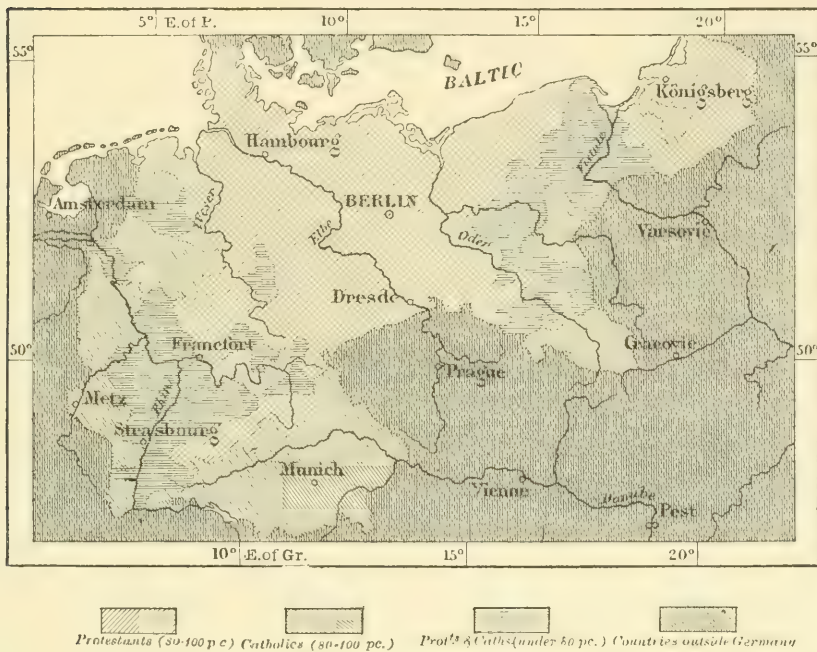 5° E. of P. 10° 15° 20°
55° 55°
BALTIC
Königsberg
Hambourg
Vistule
Amsterdam
Weser
BERLIN
Elbe
Varsovie
Oder
Dresde
Francfort
Cracovie
50° 50°
Prague
Metz
Rhin
Strasbourg
Munich
Vienne
Danube
Pest
10° E. of Gr. 15° 20°
Protestants (80-100 p c) Catholics (80-100 pc.) Prot.ts & Caths (under 80 pc.) Countries outside Germany